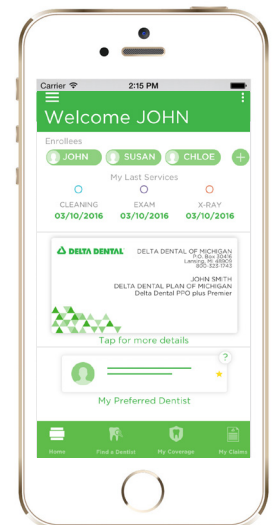 Carrier 2:15 PM
Welcome JOHN
Enrollees
JOHN SUSAN CHLOE +
My Last Services
CLEANING EXAM X-RAY
03/10/2016 03/10/2016 03/10/2016
DELTA DENTAL
DELTA DENTAL OF MICHIGAN
P.O. Box 30416
Lansing, MI 48909
800-323-1743
JOHN SMITH
DELTA DENTAL PLAN OF MICHIGAN
Delta Dental PPO plus Premier
Tap for more details
?
My Preferred Dentist
Home Find a Dentist My Coverage My Claims